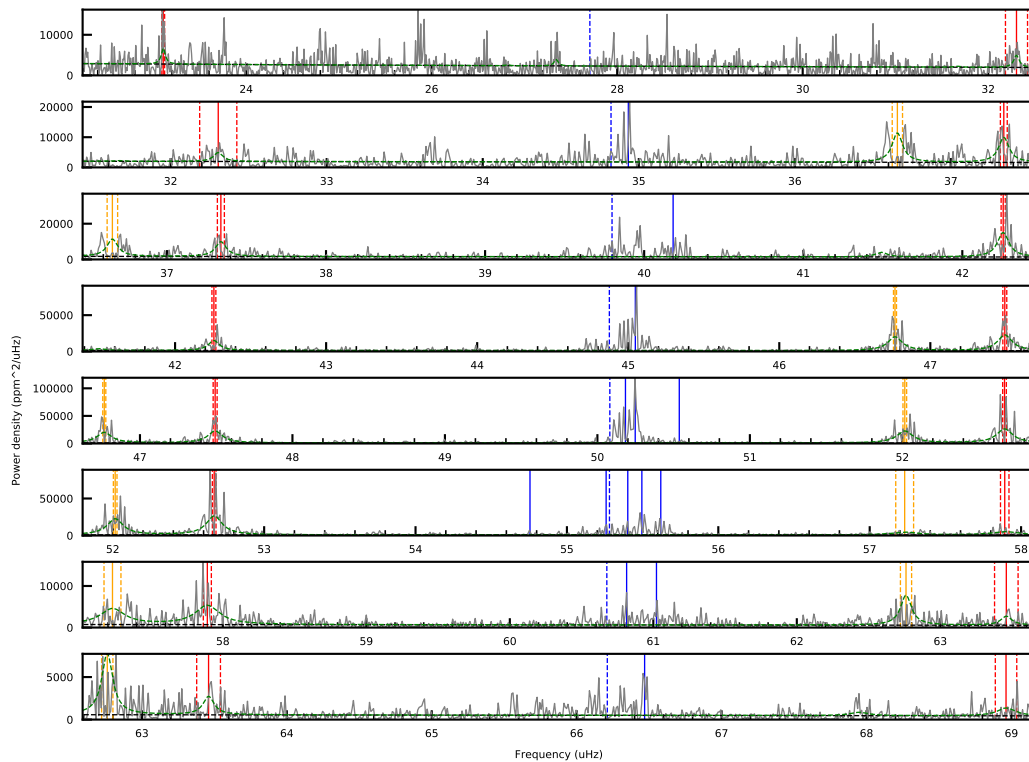 10000
0
24 26 28 30 32
20000
10000
0
32 33 34 35 36 37
20000
0
37 38 39 40 41 42
50000
0
42 43 44 45 46 47
100000
50000
0
47 48 49 50 51 52
50000
0
52 53 54 55 56 57 58
10000
0
58 59 60 61 62 63
5000
0
63 64 65 66 67 68 69
Power density (ppm^2/uHz)
Frequency (uHz)